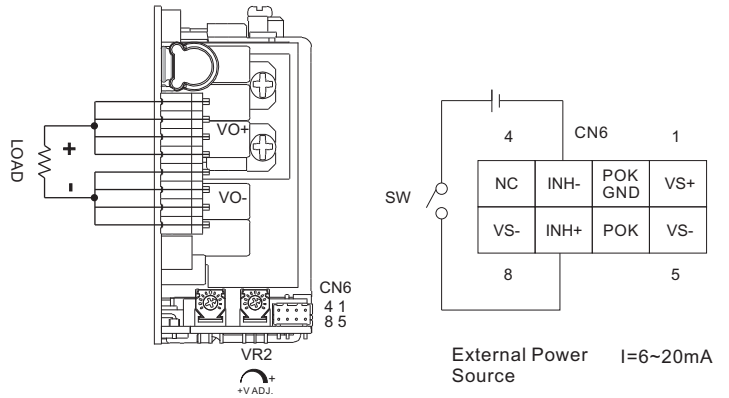 VO+
LOAD
+
-
VO-
CN6
4 1
8 5
VR2
+
+V ADJ.
4
CN6
1
SW
NC
INH-
POK
GND
VS+
VS-
INH+
POK
VS-
8
5
External Power
Source
I=6~20mA